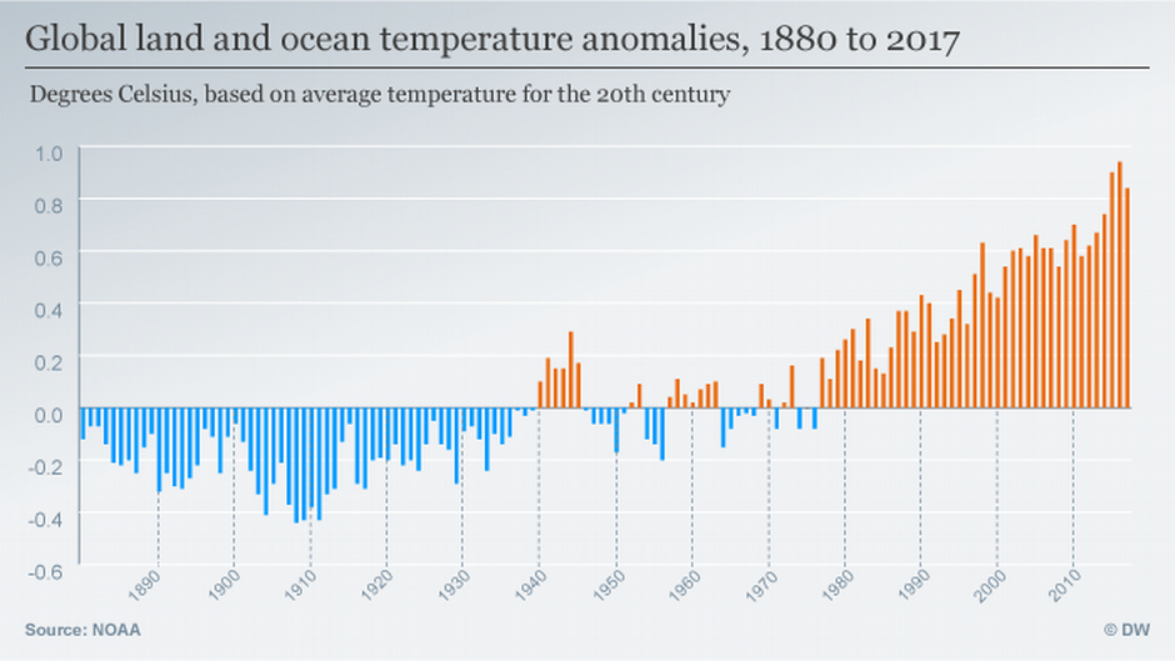 Global land and ocean temperature anomalies, 1880 to 2017
Degrees Celsius, based on average temperature for the 20th century
1.0
0.8
0.6
0.4
0.2
0.0
-0.2
-0.4
-0.6
1890 1900 1910 1920 1930 1940 1950 1960 1970 1980 1990 2000 2010
Source: NOAA © DW